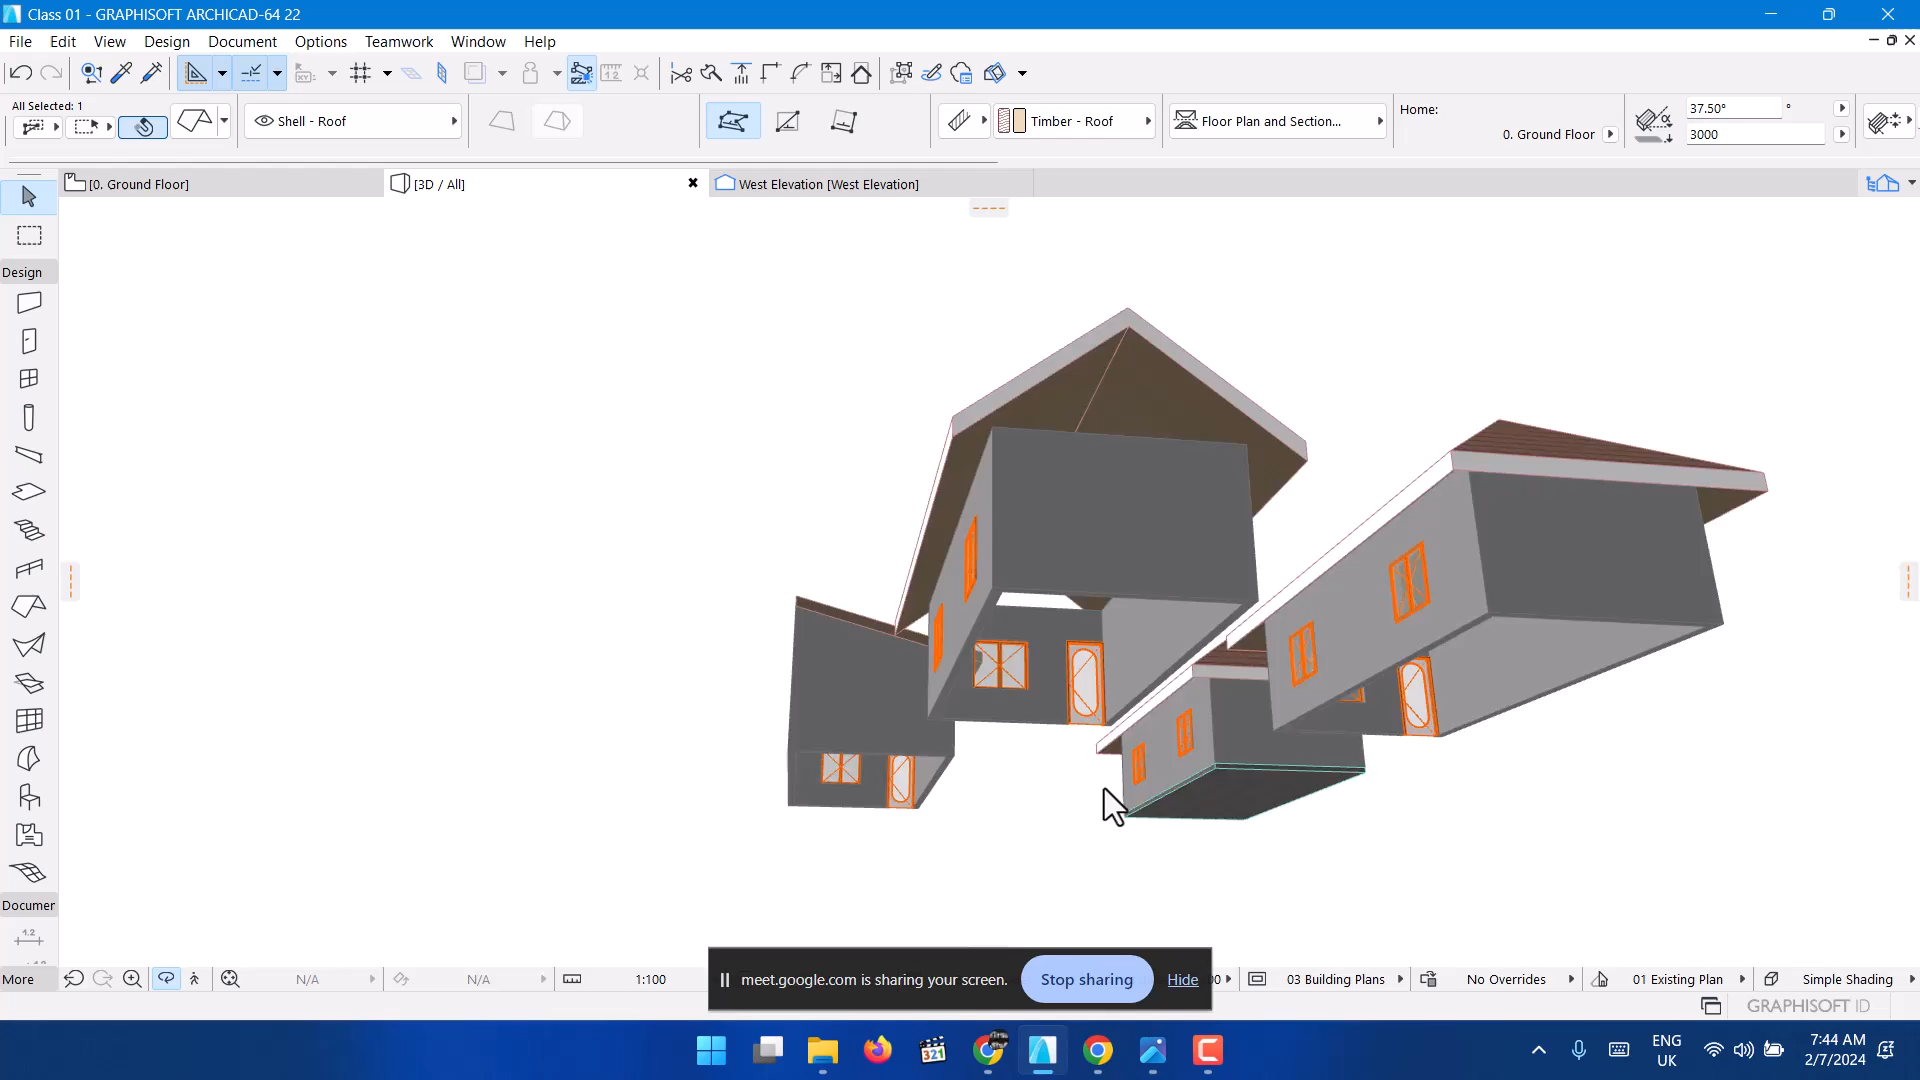 Class 01 - GRAPHISOFT ARCHICAD-64 22
File Edit View Design Document Options Teamwork Window Help
All Selected: 1
Shell - Roof
Timber - Roof
Floor Plan and Section...
Home:
0. Ground Floor
37.50° °
3000
[0. Ground Floor]
[3D / All]
West Elevation [West Elevation]
Design
Documer
1.2
More
N/A
N/A
1:100
03 Building Plans
No Overrides
01 Existing Plan
Simple Shading
meet.google.com is sharing your screen.
Stop sharing
Hide
GRAPHISOFT ID
321
ENG
UK
7:44 AM
2/7/2024